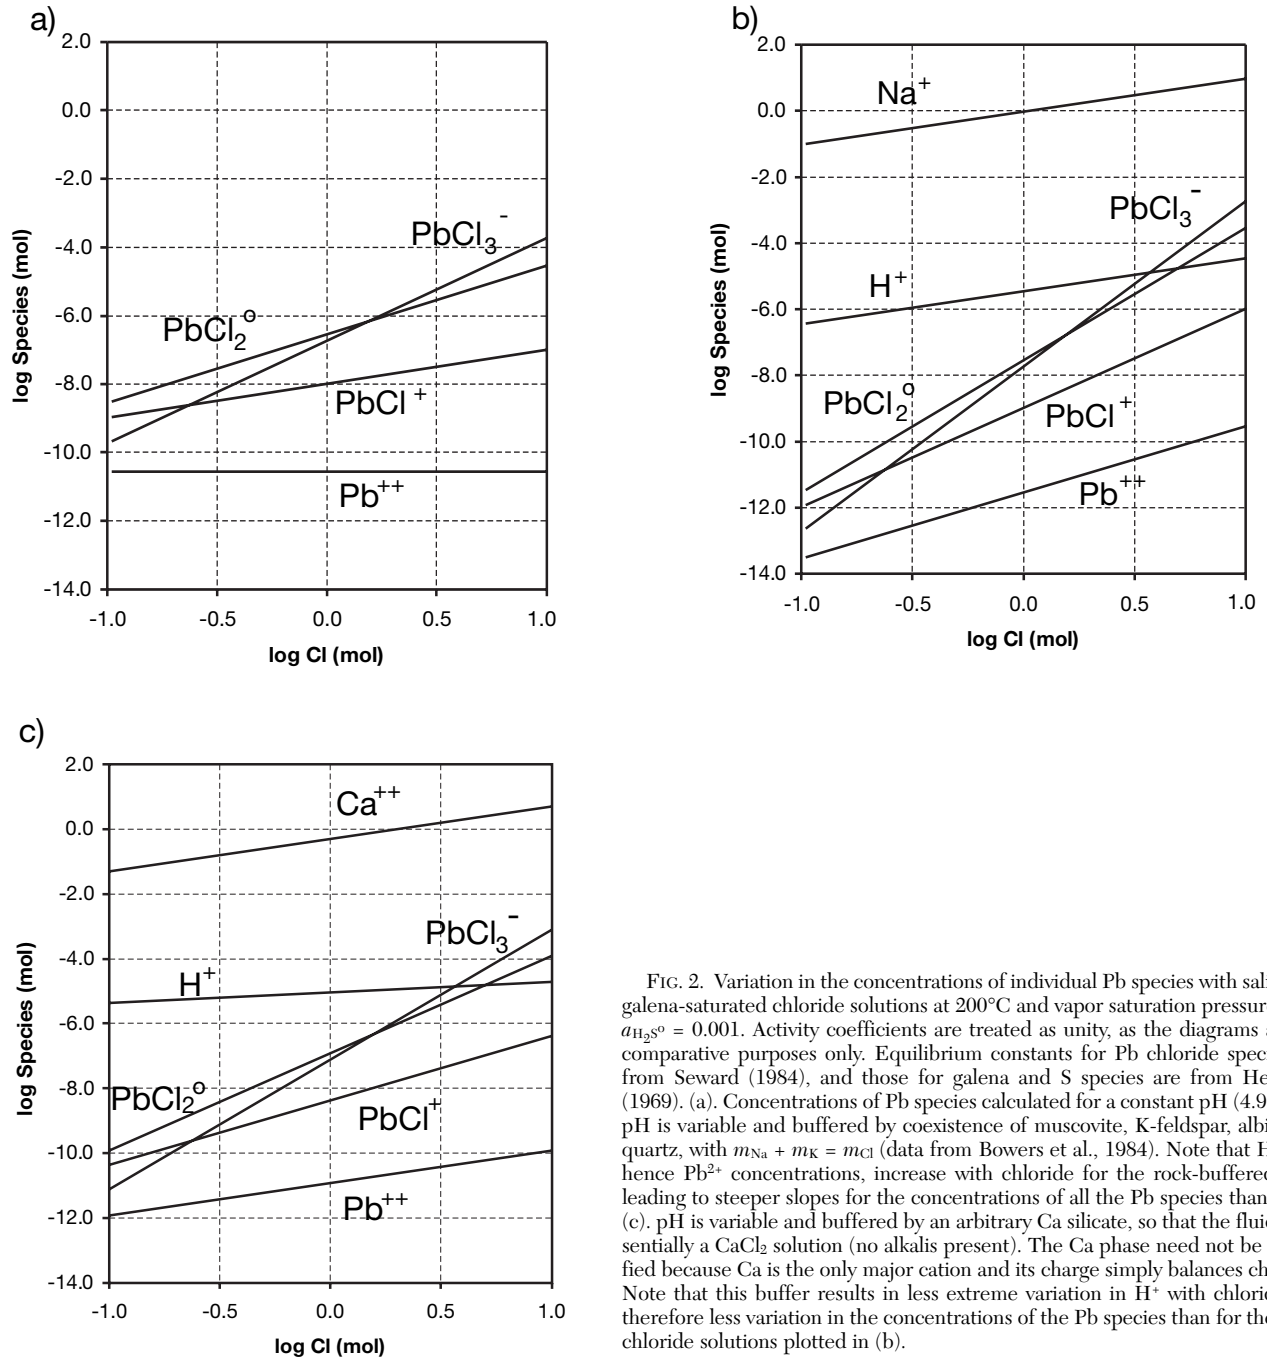 a)
2.0
0.0
-2.0
-4.0
-6.0
-8.0
-10.0
-12.0
-14.0
log Species (mol)
PbCl3-
PbCl2o
PbCl+
Pb++
-1.0 -0.5 0.0 0.5 1.0
log Cl (mol)
b)
2.0
0.0
-2.0
-4.0
-6.0
-8.0
-10.0
-12.0
-14.0
log Species (mol)
Na+
PbCl3-
H+
PbCl2o
PbCl+
Pb++
-1.0 -0.5 0.0 0.5 1.0
log Cl (mol)
c)
2.0
0.0
-2.0
-4.0
-6.0
-8.0
-10.0
-12.0
-14.0
log Species (mol)
Ca++
PbCl3-
H+
PbCl2o
PbCl+
Pb++
-1.0 -0.5 0.0 0.5 1.0
log Cl (mol)
FIG. 2. Variation in the concentrations of individual Pb species with
galena-saturated chloride solutions at 200°C and vapor saturation
aH2So = 0.001. Activity coefficients are treated as unity, as the diagrams
comparative purposes only. Equilibrium constants for Pb chloride
from Seward (1984), and those for galena and S species are from
(1969). (a). Concentrations of Pb species calculated for a constant pH (4.9
pH is variable and buffered by coexistence of muscovite, K-feldspar,
quartz, with mNa + mK = mCl (data from Bowers et al., 1984). Note that
hence Pb2+ concentrations, increase with chloride for the rock-buffered
leading to steeper slopes for the concentrations of all the Pb species than
(c). pH is variable and buffered by an arbitrary Ca silicate, so that the
sentially a CaCl2 solution (no alkalis present). The Ca phase need not be
fied because Ca is the only major cation and its charge simply balances
Note that this buffer results in less extreme variation in H+ with
therefore less variation in the concentrations of the Pb species than for
chloride solutions plotted in (b).